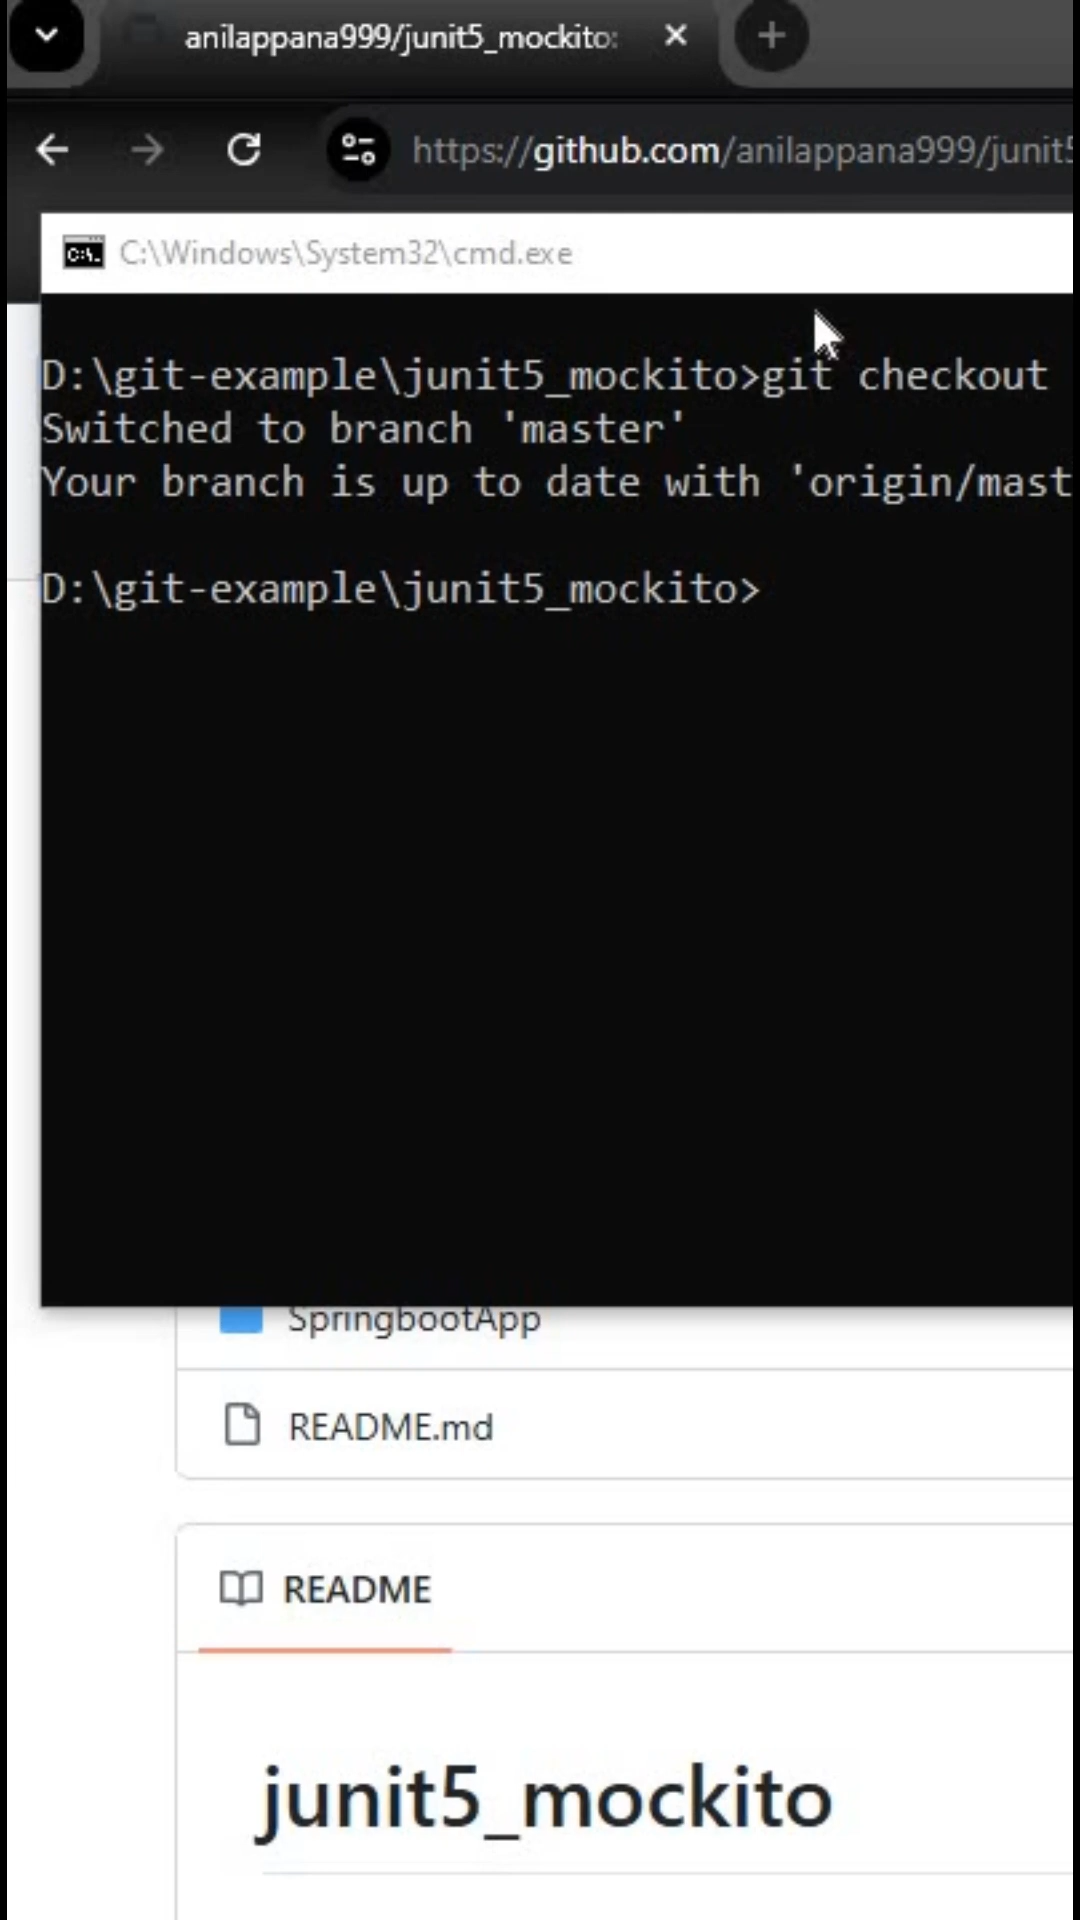 anilappana999/junit5_mockito:
https://github.com/anilappana999/junit5
C:\Windows\System32\cmd.exe
D:\git-example\junit5_mockito>git checkout
Switched to branch 'master'
Your branch is up to date with 'origin/mast
D:\git-example\junit5_mockito>
SpringbootApp
README.md
README
junit5_mockito